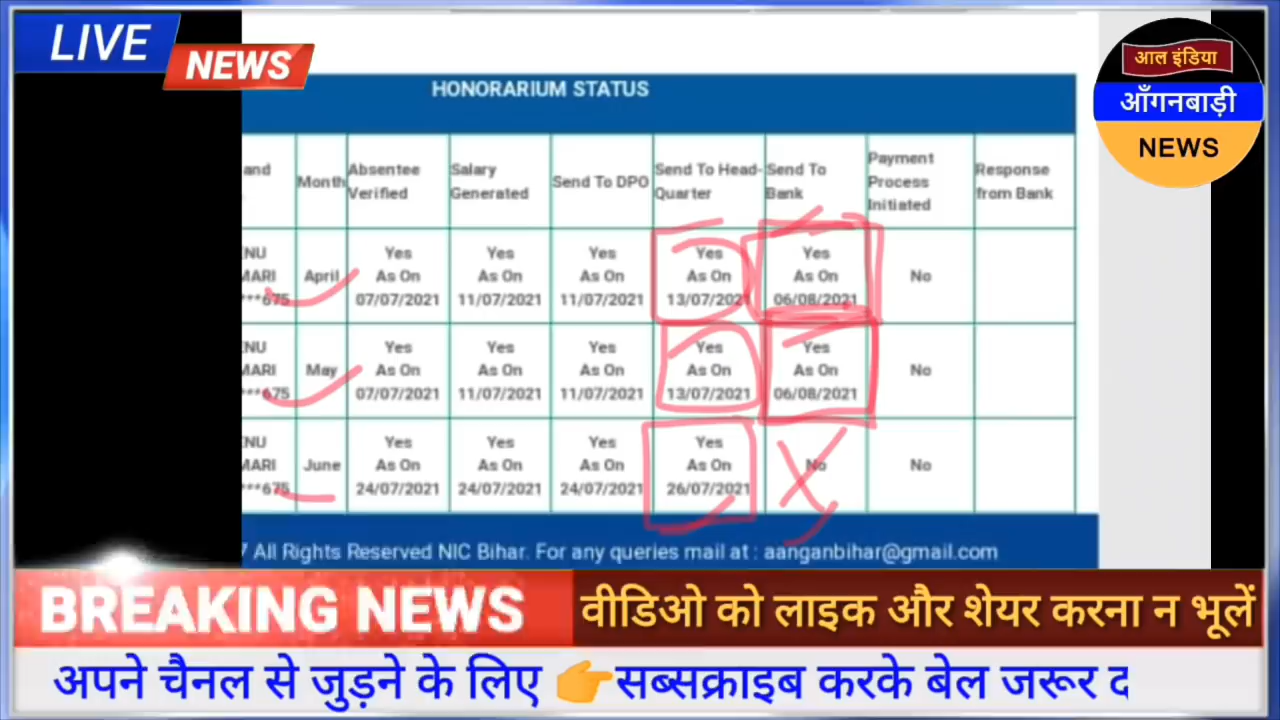 LIVE
NEWS
आल इंडिया
आँगनबाड़ी
NEWS
HONORARIUM STATUS
and Month Absentee Verified Salary Generated Send To DPO Send To Head-Quarter Send To Bank Payment Process Initiated Response from Bank
ENU MARI ***675 April Yes As On 07/07/2021 Yes As On 11/07/2021 Yes As On 11/07/2021 Yes As On 13/07/2021 Yes As On 06/08/2021 No
ENU MARI ***675 May Yes As On 07/07/2021 Yes As On 11/07/2021 Yes As On 11/07/2021 Yes As On 13/07/2021 Yes As On 06/08/2021 No
ENU MARI ***675 June Yes As On 24/07/2021 Yes As On 24/07/2021 Yes As On 24/07/2021 Yes As On 26/07/2021 No No
7 All Rights Reserved NIC Bihar. For any queries mail at : aanganbihar@gmail.com
BREAKING NEWS
वीडिओ को लाइक और शेयर करना न भूलें
अपने चैनल से जुड़ने के लिए 👉सब्सक्राइब करके बेल जरूर द